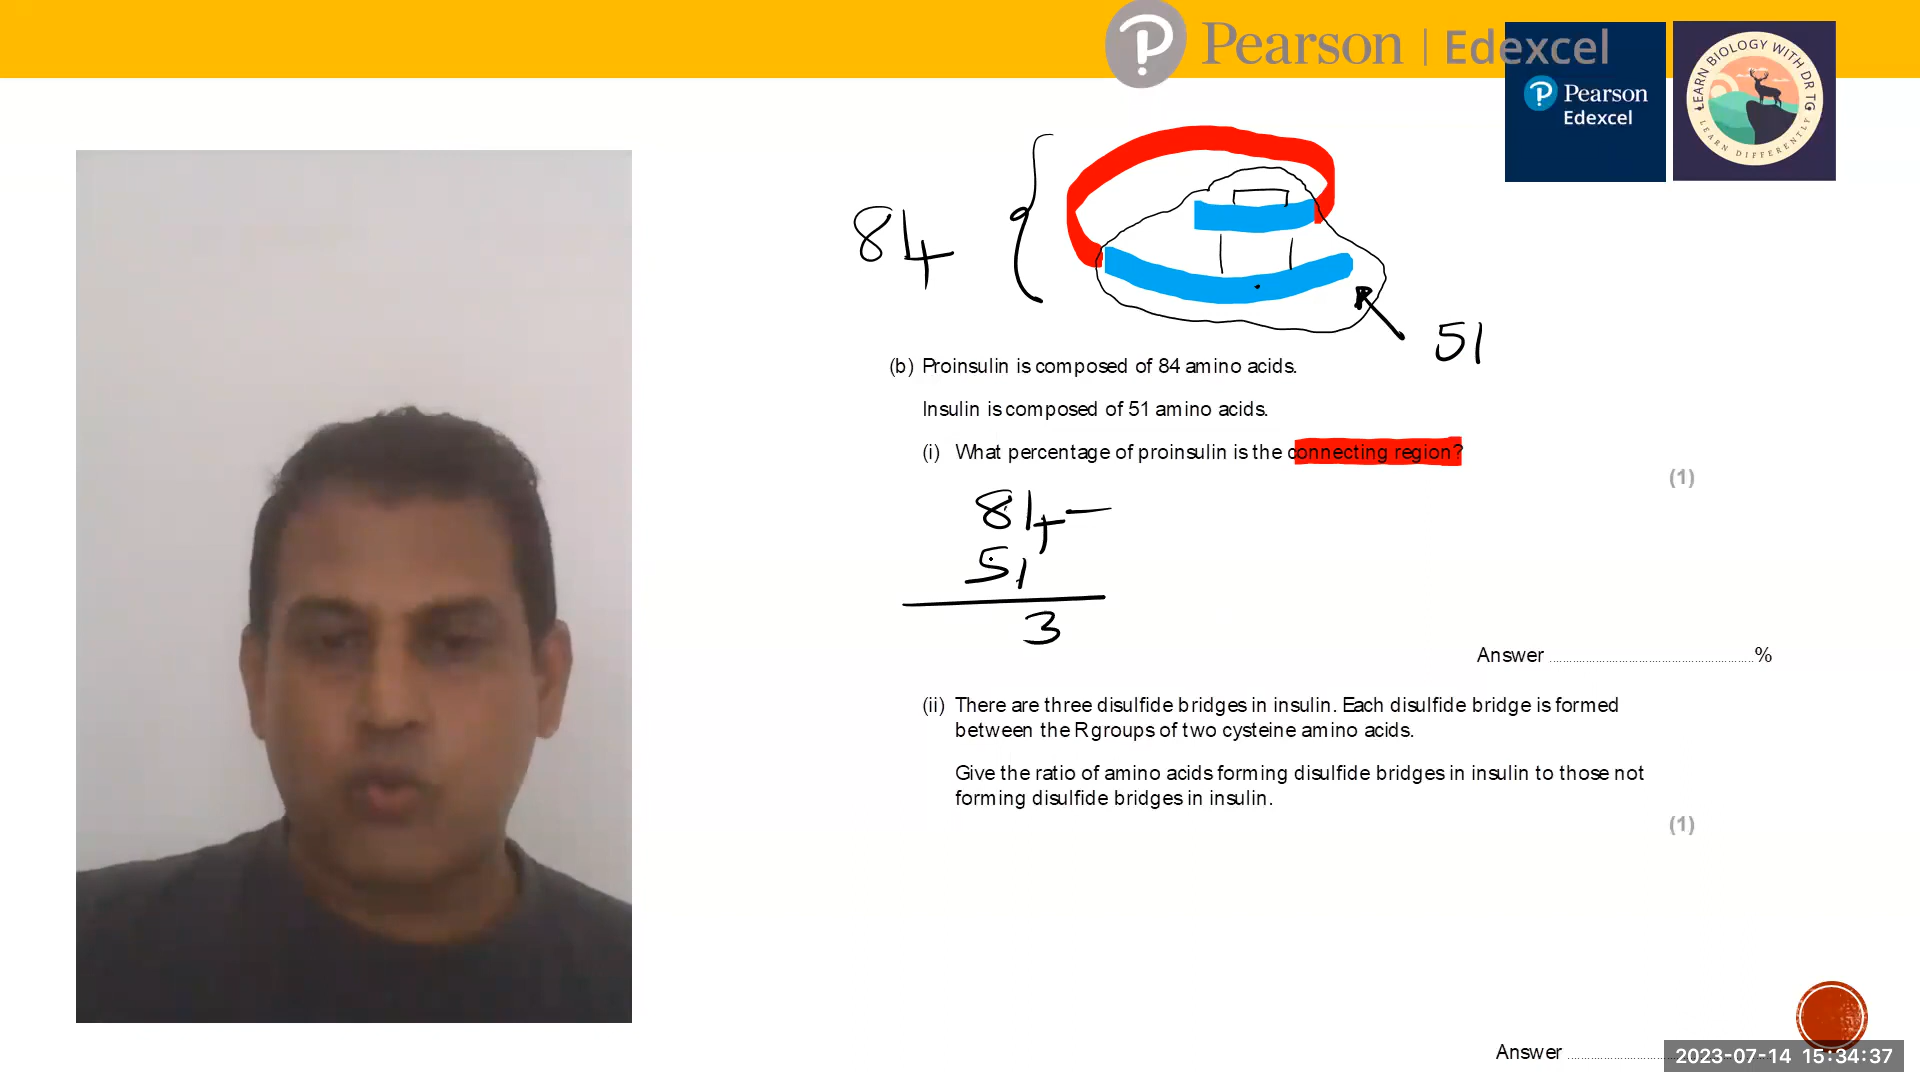 Pearson | Edexcel
Pearson
Edexcel
LEARN BIOLOGY WITH DR TG
LEARN DIFFERENTLY
84
51
(b) Proinsulin is composed of 84 amino acids.
Insulin is composed of 51 amino acids.
(i) What percentage of proinsulin is the connecting region?
(1)
84 –
51
3
Answer ........................................................%
(ii) There are three disulfide bridges in insulin. Each disulfide bridge is formed
between the R groups of two cysteine amino acids.
Give the ratio of amino acids forming disulfide bridges in insulin to those not
forming disulfide bridges in insulin.
(1)
Answer ........................
2023-07-14 15:34:37